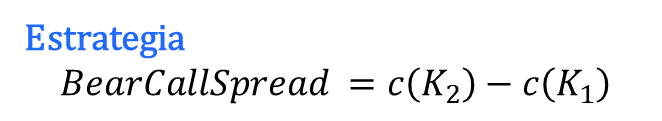 Estrategia
BearCallSpread = c(K₂) − c(K₁)